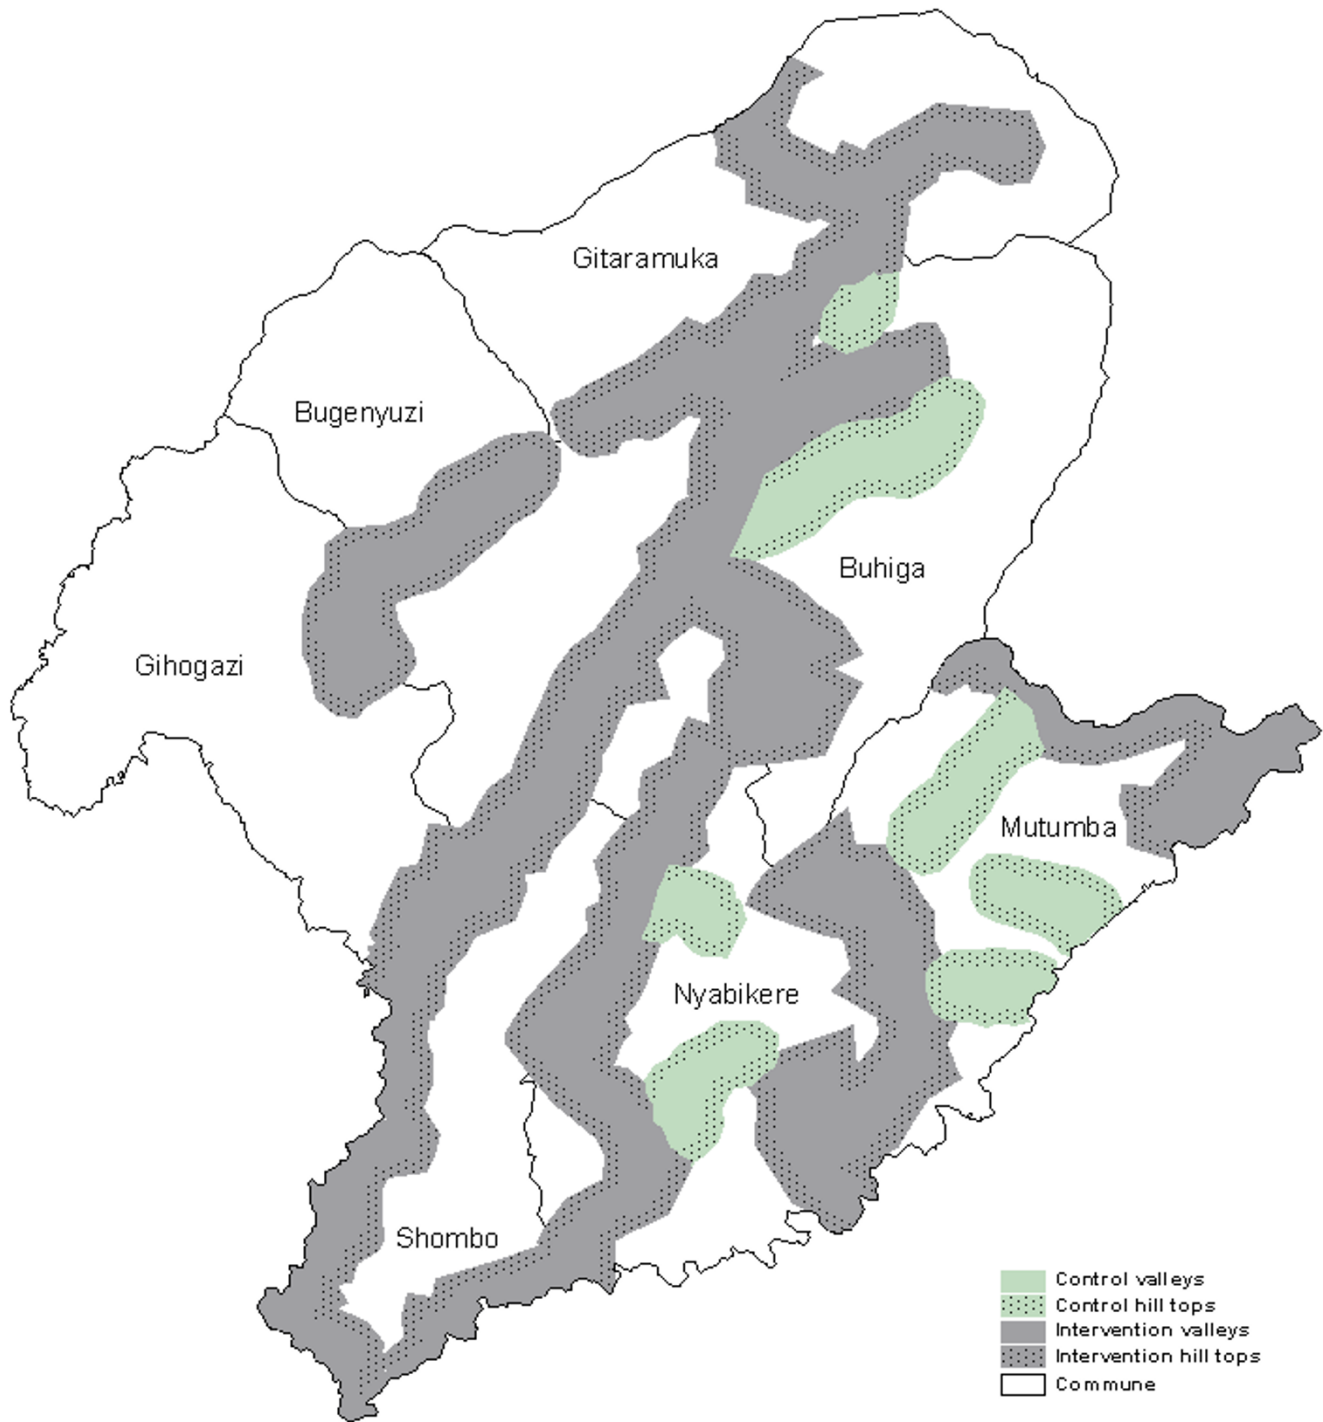 Gitaramuka
Bugenyuzi
Buhiga
Gihogazi
Mutumba
Nyabikere
Shombo
Control valleys
Control hill tops
Intervention valleys
Intervention hill tops
Commune